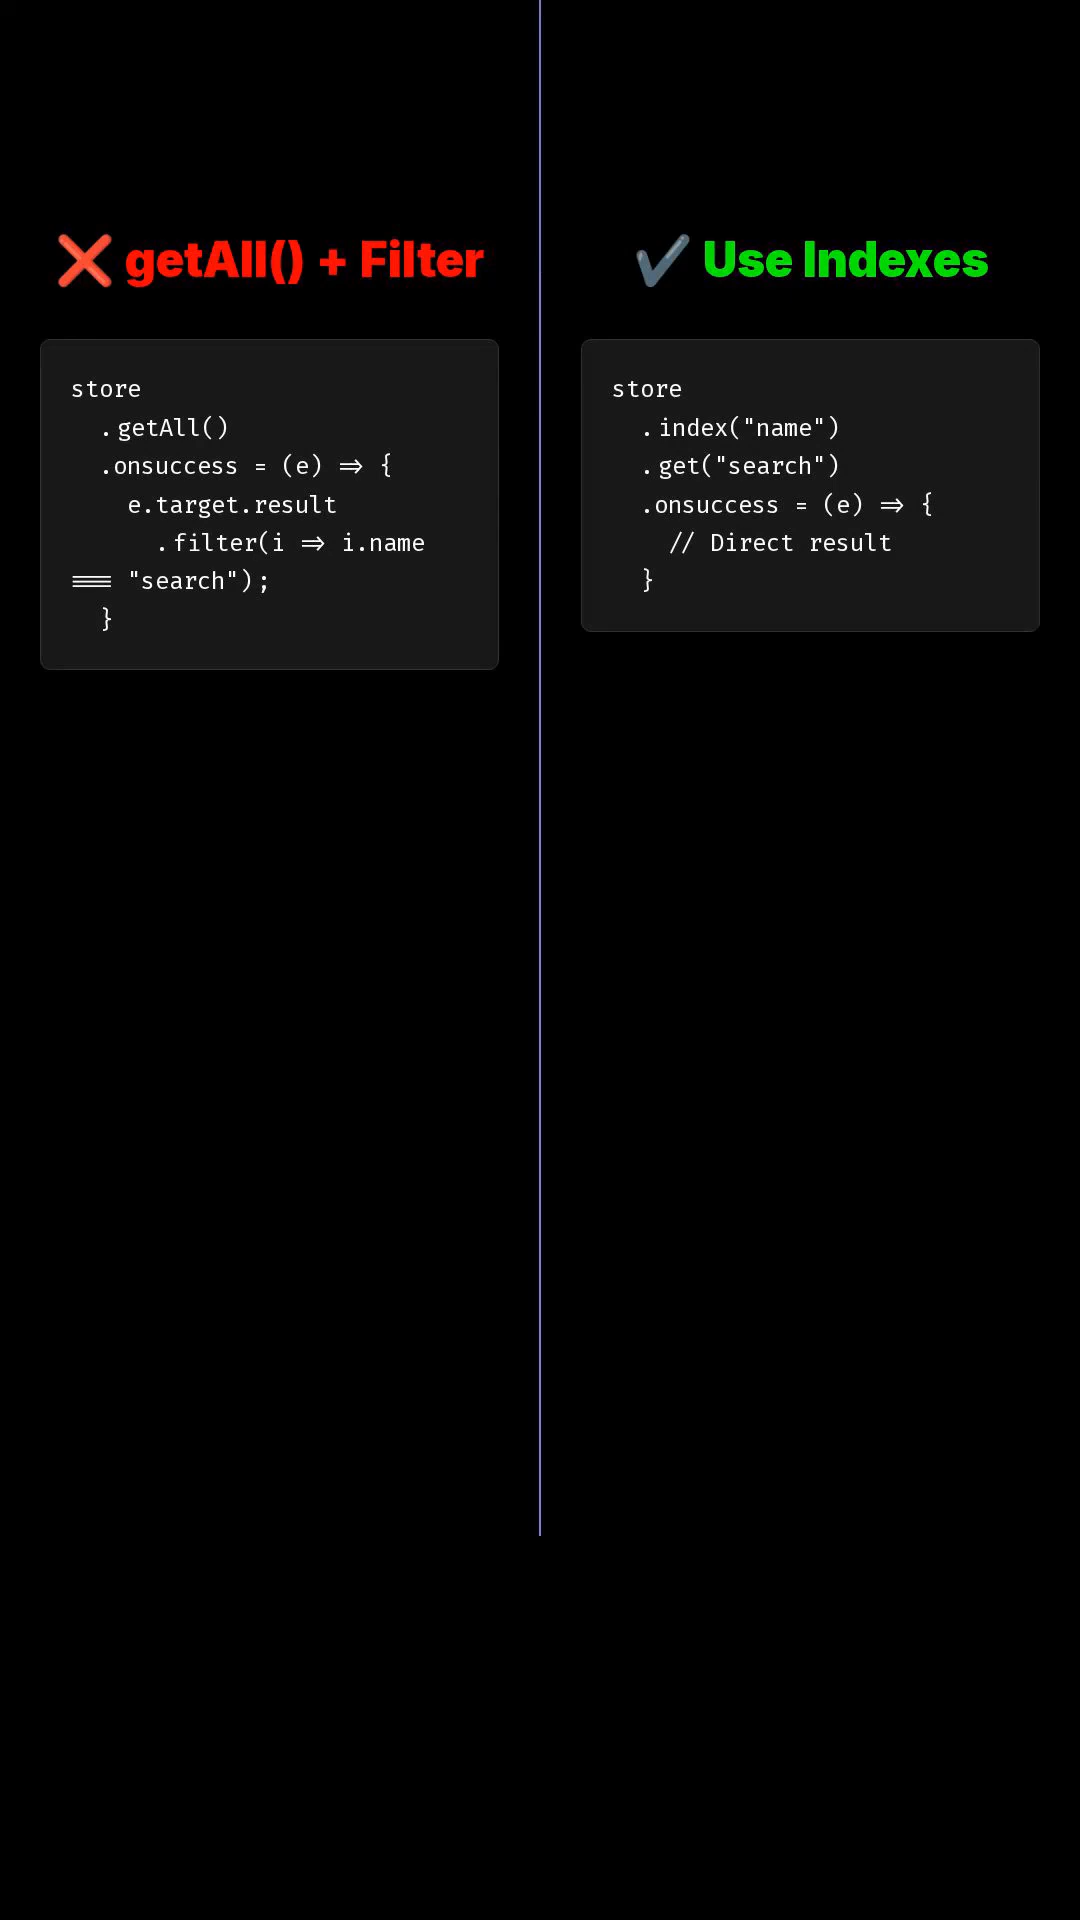 ❌ getAll() + Filter
store
  .getAll()
  .onsuccess = (e) => {
    e.target.result
      .filter(i => i.name
=== "search");
  }
✔️ Use Indexes
store
  .index("name")
  .get("search")
  .onsuccess = (e) => {
    // Direct result
  }